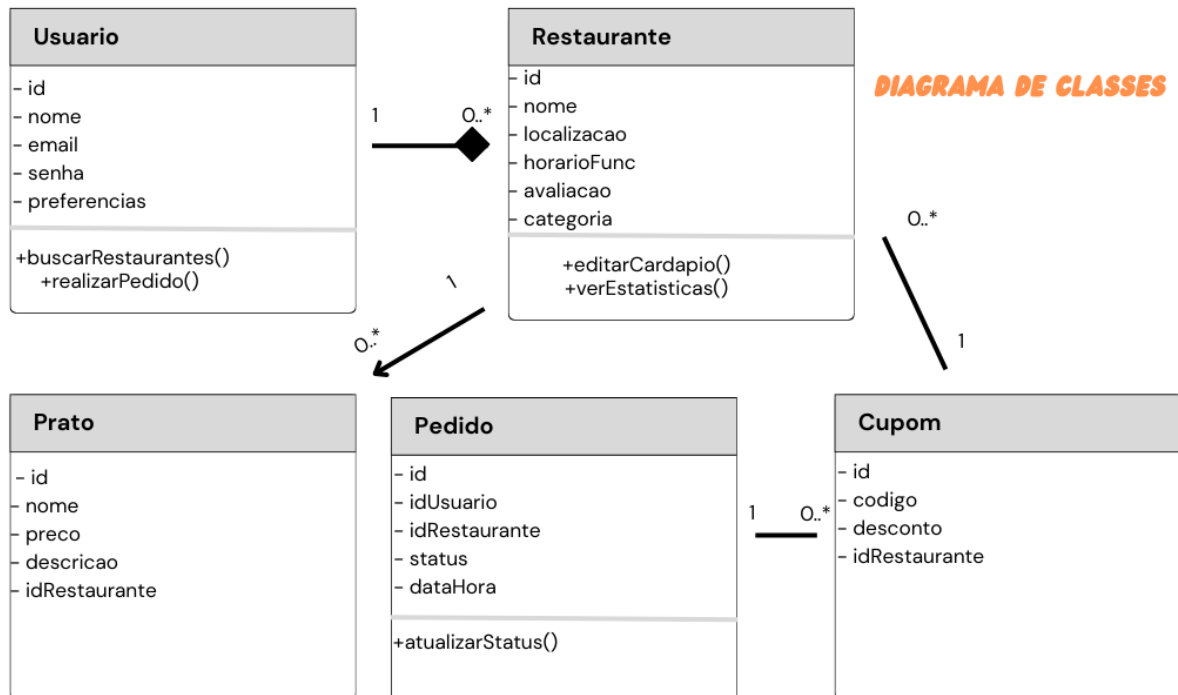 Usuario
- id
- nome
- email
- senha
- preferencias
+buscarRestaurantes()
+realizarPedido()
1
0..*
Restaurante
- id
- nome
- localizacao
- horarioFunc
- avaliacao
- categoria
+editarCardapio()
+verEstatisticas()
DIAGRAMA DE CLASSES
1
0..*
0..*
1
Prato
- id
- nome
- preco
- descricao
- idRestaurante
Pedido
- id
- idUsuario
- idRestaurante
- status
- dataHora
+atualizarStatus()
1
0..*
Cupom
- id
- codigo
- desconto
- idRestaurante